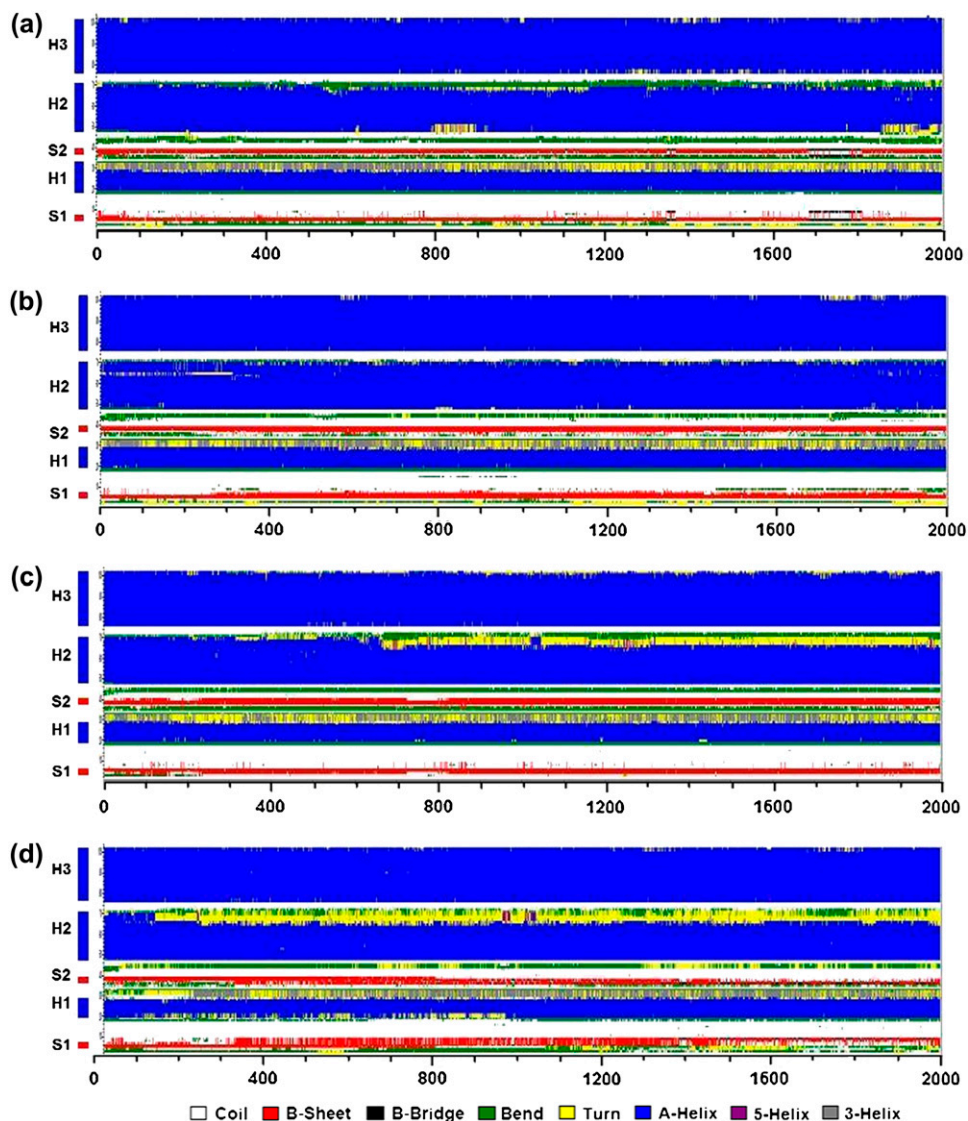 (a)
H3
H2
S2
H1
S1
0 400 800 1200 1600 2000
(b)
H3
H2
S2
H1
S1
0 400 800 1200 1600 2000
(c)
H3
H2
S2
H1
S1
0 400 800 1200 1600 2000
(d)
H3
H2
S2
H1
S1
0 400 800 1200 1600 2000
Coil B-Sheet B-Bridge Bend Turn A-Helix 5-Helix 3-Helix